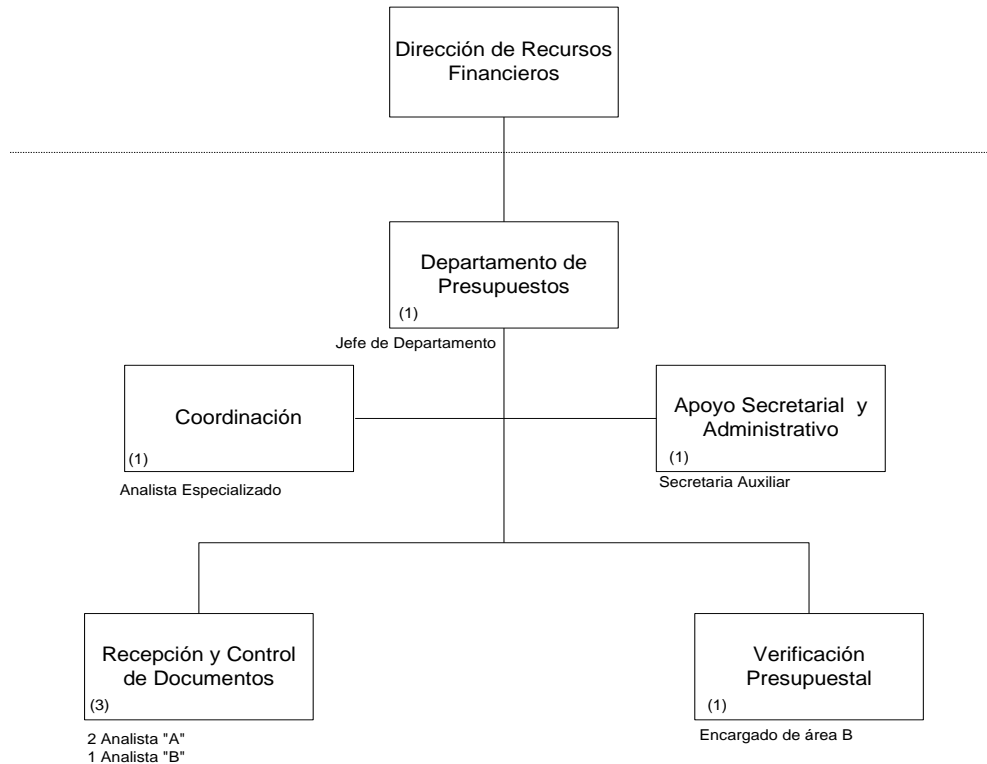 Dirección de Recursos
Financieros
Departamento de
Presupuestos
(1)
Jefe de Departamento
Coordinación
(1)
Analista Especializado
Apoyo Secretarial y
Administrativo
(1)
Secretaria Auxiliar
Recepción y Control
de Documentos
(3)
2 Analista "A"
1 Analista "B"
Verificación
Presupuestal
(1)
Encargado de área B